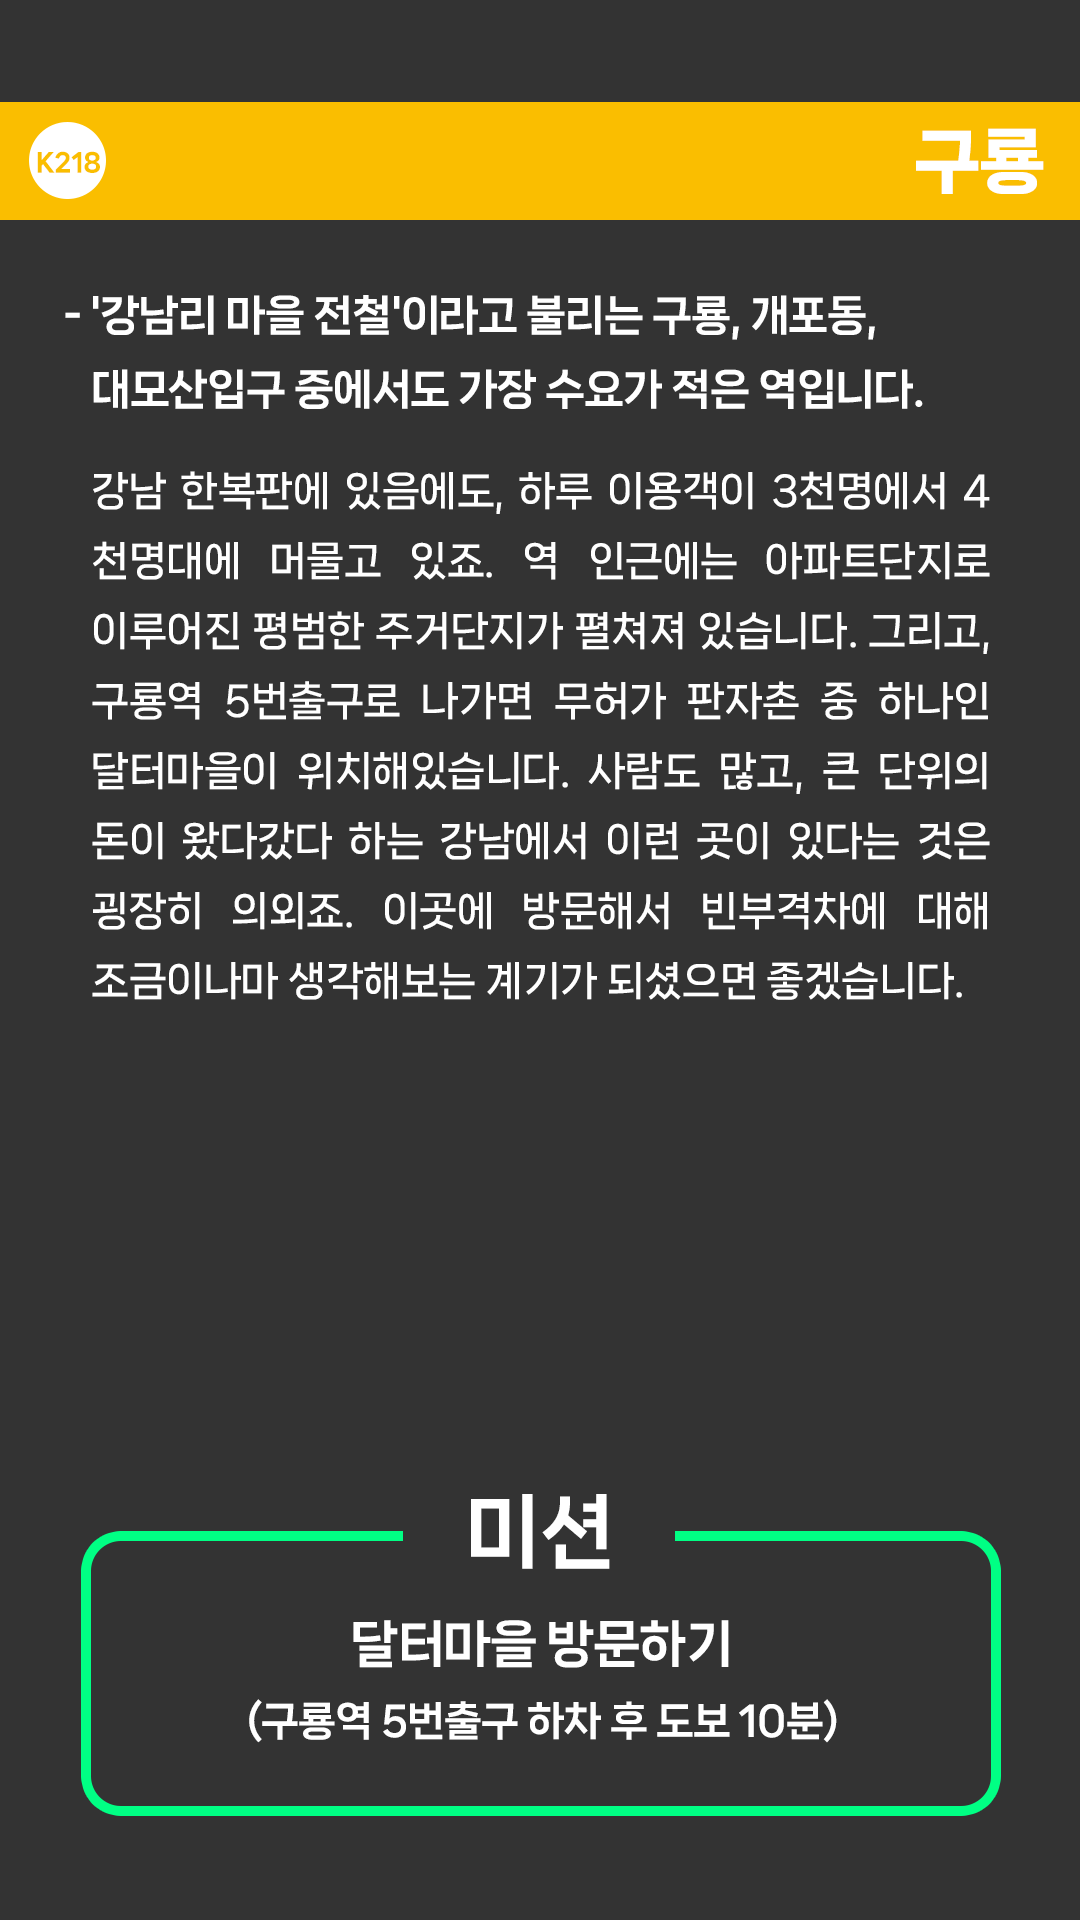 K218
구룡
- '강남리 마을 전철'이라고 불리는 구룡, 개포동,
대모산입구 중에서도 가장 수요가 적은 역입니다.
강남 한복판에 있음에도, 하루 이용객이 3천명에서 4
천명대에 머물고 있죠. 역 인근에는 아파트단지로
이루어진 평범한 주거단지가 펼쳐져 있습니다. 그리고,
구룡역 5번출구로 나가면 무허가 판자촌 중 하나인
달터마을이 위치해있습니다. 사람도 많고, 큰 단위의
돈이 왔다갔다 하는 강남에서 이런 곳이 있다는 것은
굉장히 의외죠. 이곳에 방문해서 빈부격차에 대해
조금이나마 생각해보는 계기가 되셨으면 좋겠습니다.
미션
달터마을 방문하기
(구룡역 5번출구 하차 후 도보 10분)